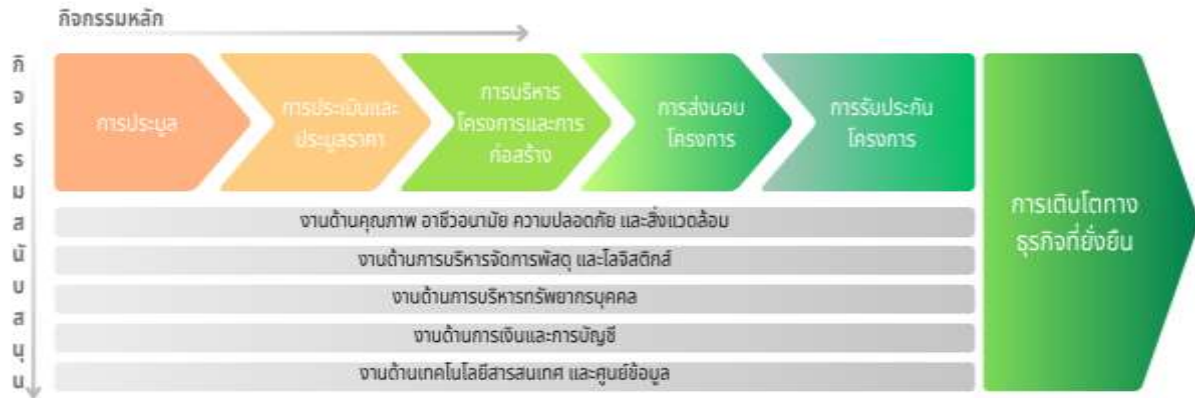 กิจกรรมหลัก
กิจรรมสนับสนุน
การประมูล
การประเมินและ
ประมูลราคา
การบริหาร
โครงการและการ
ก่อสร้าง
การส่งมอบ
โครงการ
การรับประกัน
โครงการ
การเติบโตทาง
ธุรกิจที่ยั่งยืน
งานด้านคุณภาพ อาชีวอนามัย ความปลอดภัย และสิ่งแวดล้อม
งานด้านการบริหารจัดการพัสดุ และโลจิสติกส์
งานด้านการบริหารทรัพยากรบุคคล
งานด้านการเงินและการบัญชี
งานด้านเทคโนโลยีสารสนเทศ และศูนย์ข้อมูล